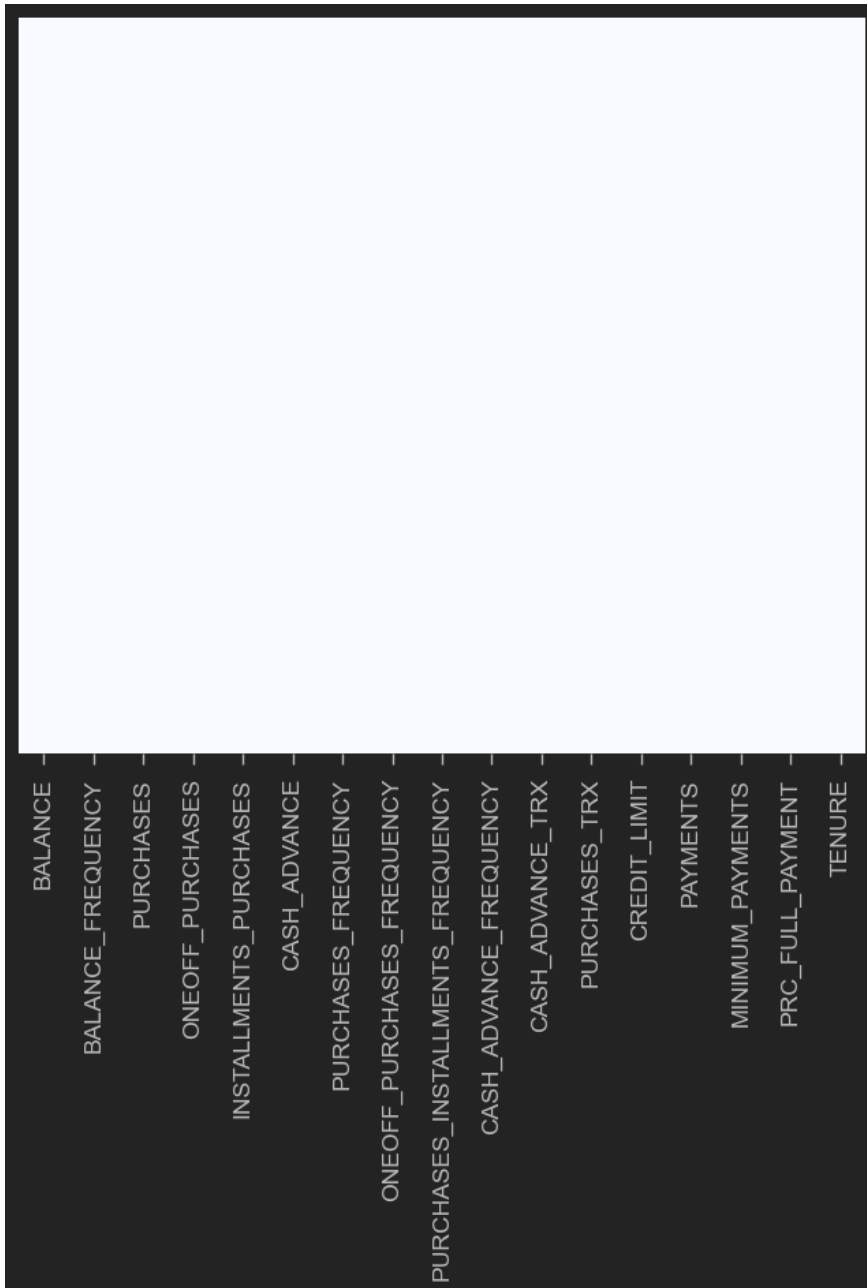 BALANCE
BALANCE_FREQUENCY
PURCHASES
ONEOFF_PURCHASES
INSTALLMENTS_PURCHASES
CASH_ADVANCE
PURCHASES_FREQUENCY
ONEOFF_PURCHASES_FREQUENCY
PURCHASES_INSTALLMENTS_FREQUENCY
CASH_ADVANCE_FREQUENCY
CASH_ADVANCE_TRX
PURCHASES_TRX
CREDIT_LIMIT
PAYMENTS
MINIMUM_PAYMENTS
PRC_FULL_PAYMENT
TENURE